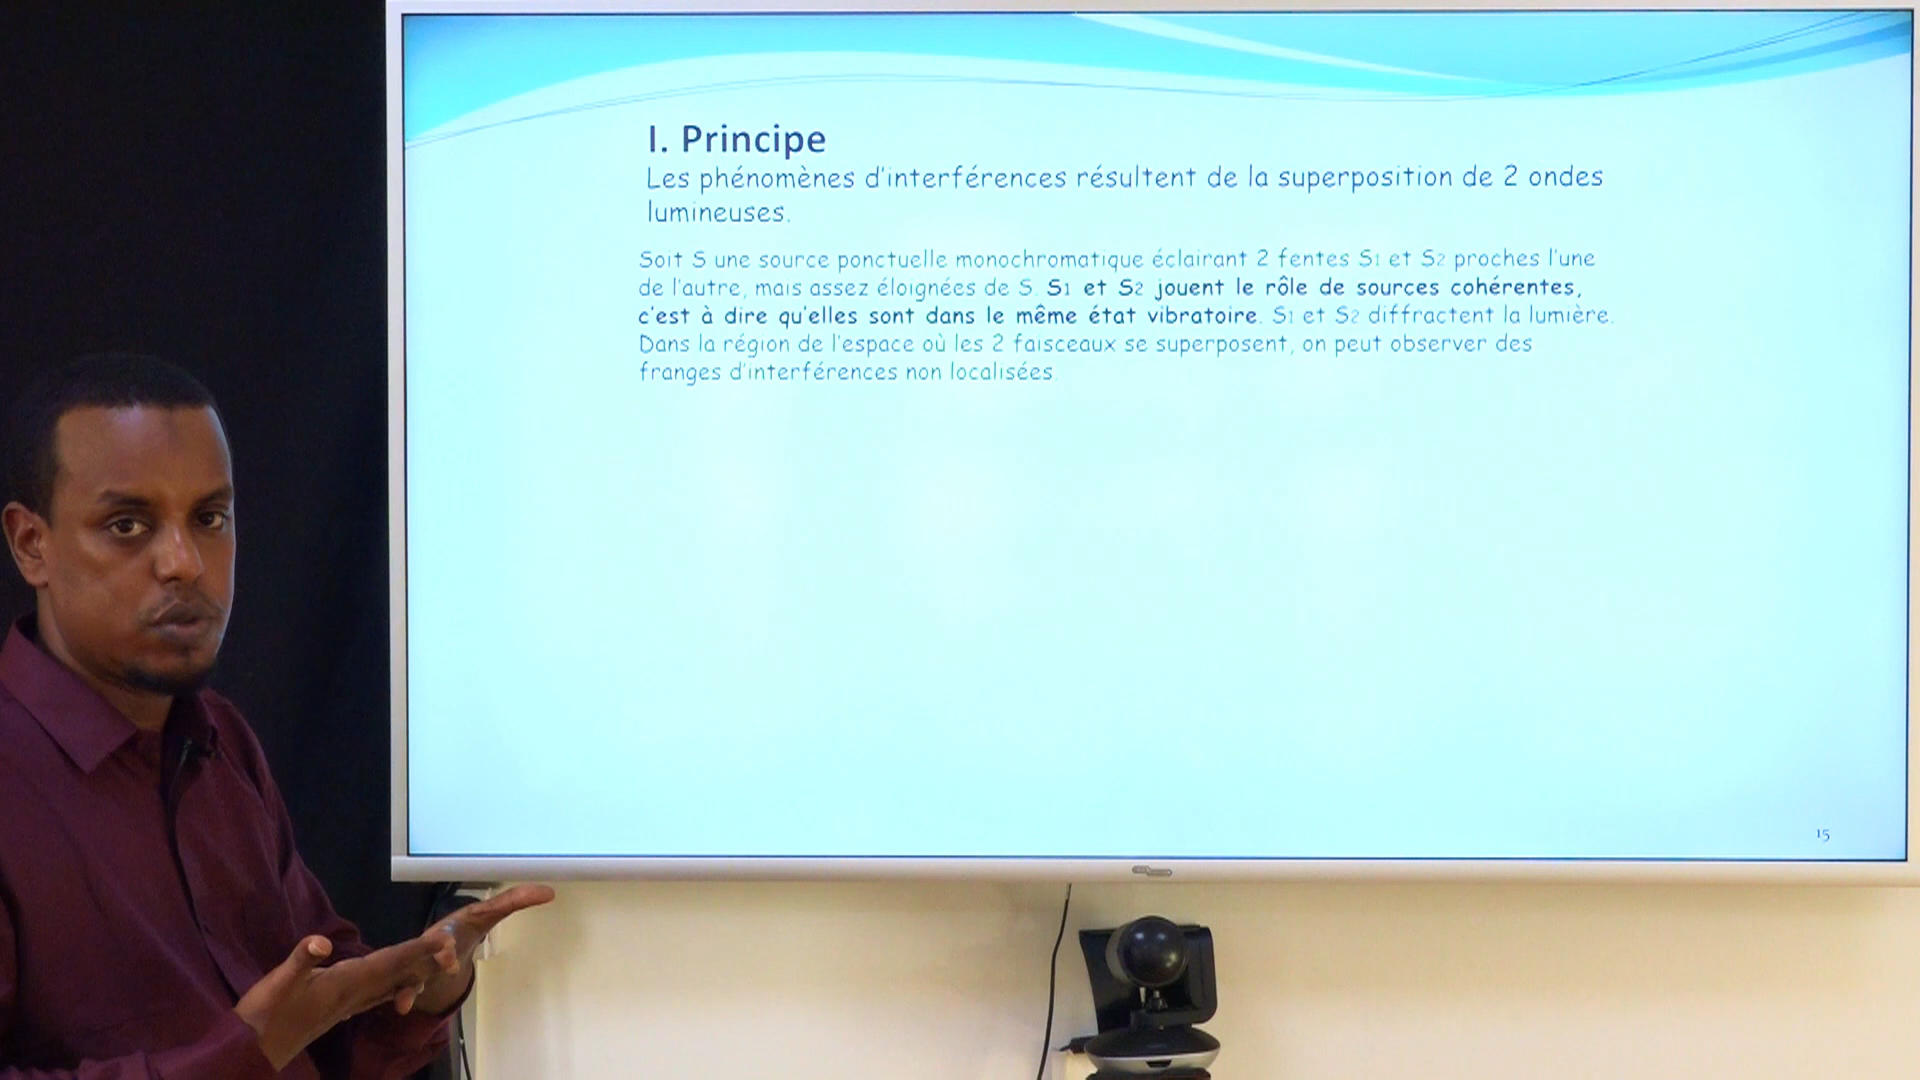 I. Principe
Les phénomènes d'interférences résultent de la superposition de 2 ondes
lumineuses.
Soit S une source ponctuelle monochromatique éclairant 2 fentes S1 et S2 proches l'une
de l'autre, mais assez éloignées de S. S1 et S2 jouent le rôle de sources cohérentes,
c'est à dire qu'elles sont dans le même état vibratoire. S1 et S2 diffractent la lumière.
Dans la région de l'espace où les 2 faisceaux se superposent, on peut observer des
franges d'interférences non localisées.
15